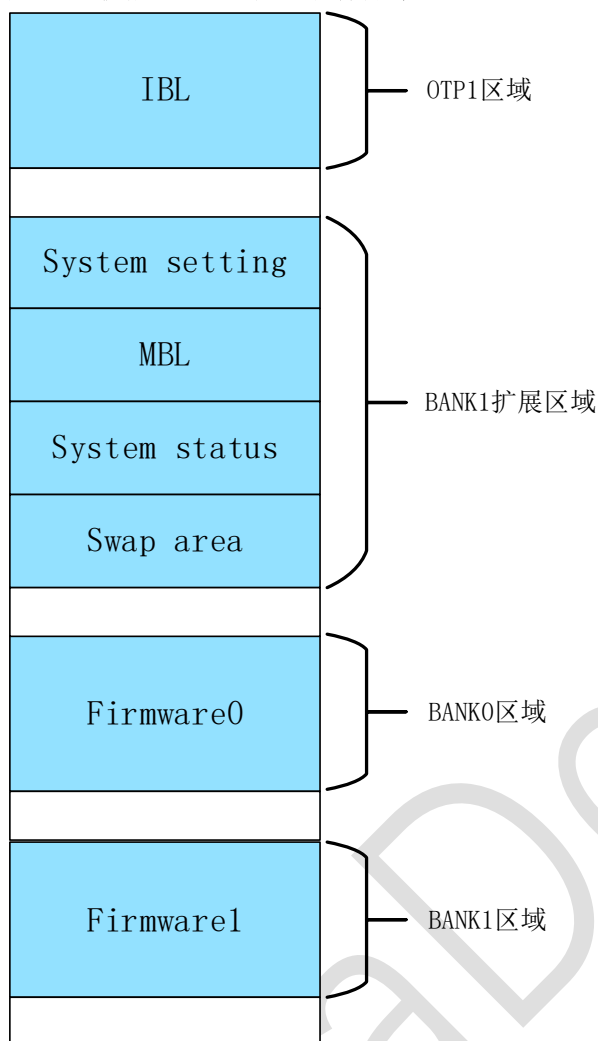 IBL
OTP1区域
System setting
MBL
BANK1扩展区域
System status
Swap area
Firmware0
BANK0区域
Firmware1
BANK1区域